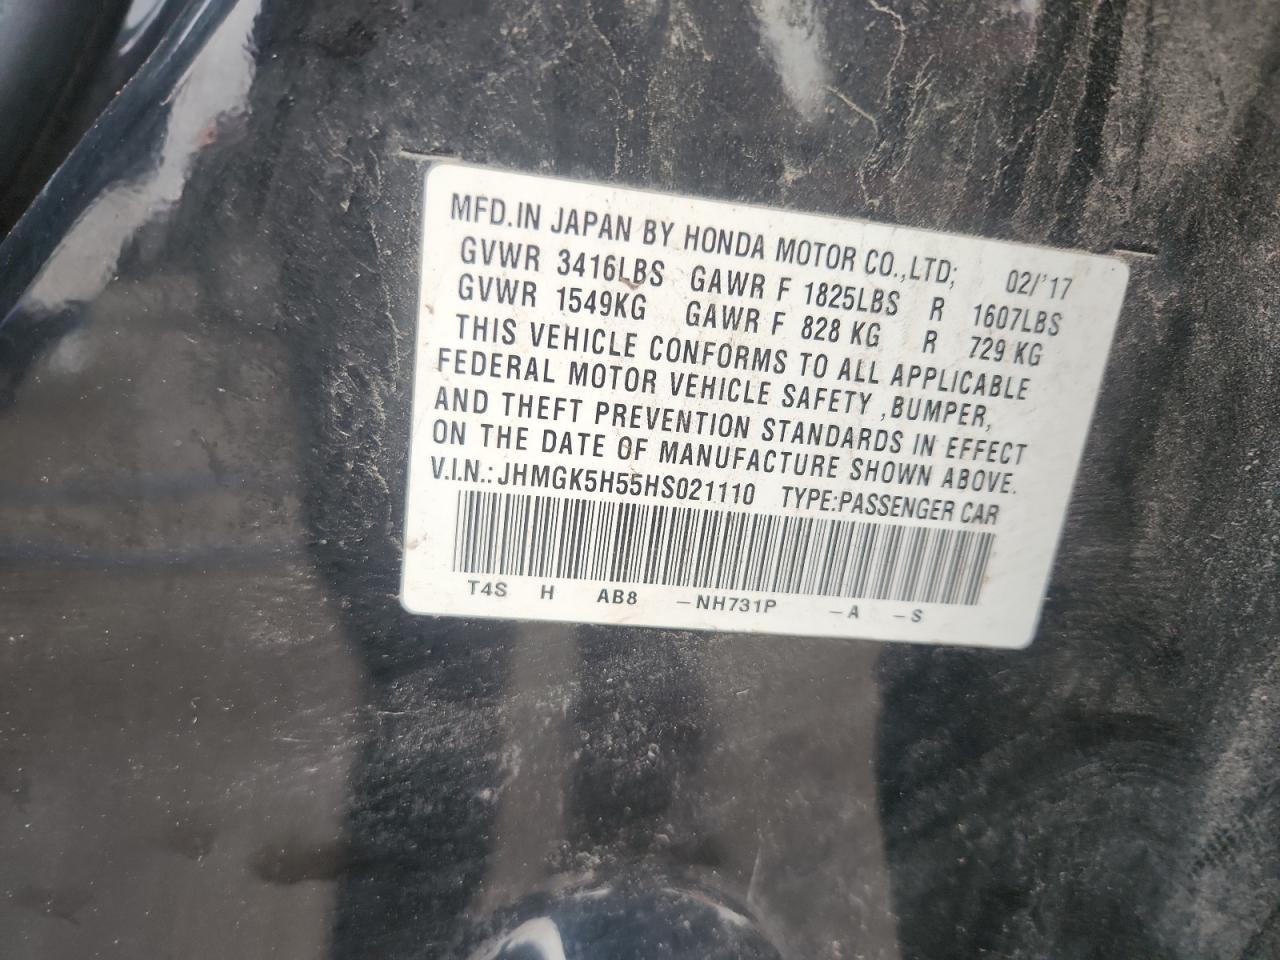 MFD.IN JAPAN BY HONDA MOTOR CO.,LTD; 02/'17
GVWR 3416LBS GAWR F 1825LBS R 1607LBS
GVWR 1549KG GAWR F 828 KG R 729 KG
THIS VEHICLE CONFORMS TO ALL APPLICABLE
FEDERAL MOTOR VEHICLE SAFETY ,BUMPER,
AND THEFT PREVENTION STANDARDS IN EFFECT
ON THE DATE OF MANUFACTURE SHOWN ABOVE.
V.I.N.: JHMGK5H55HS021110 TYPE:PASSENGER CAR
T4S H AB8 -NH731P -A -S